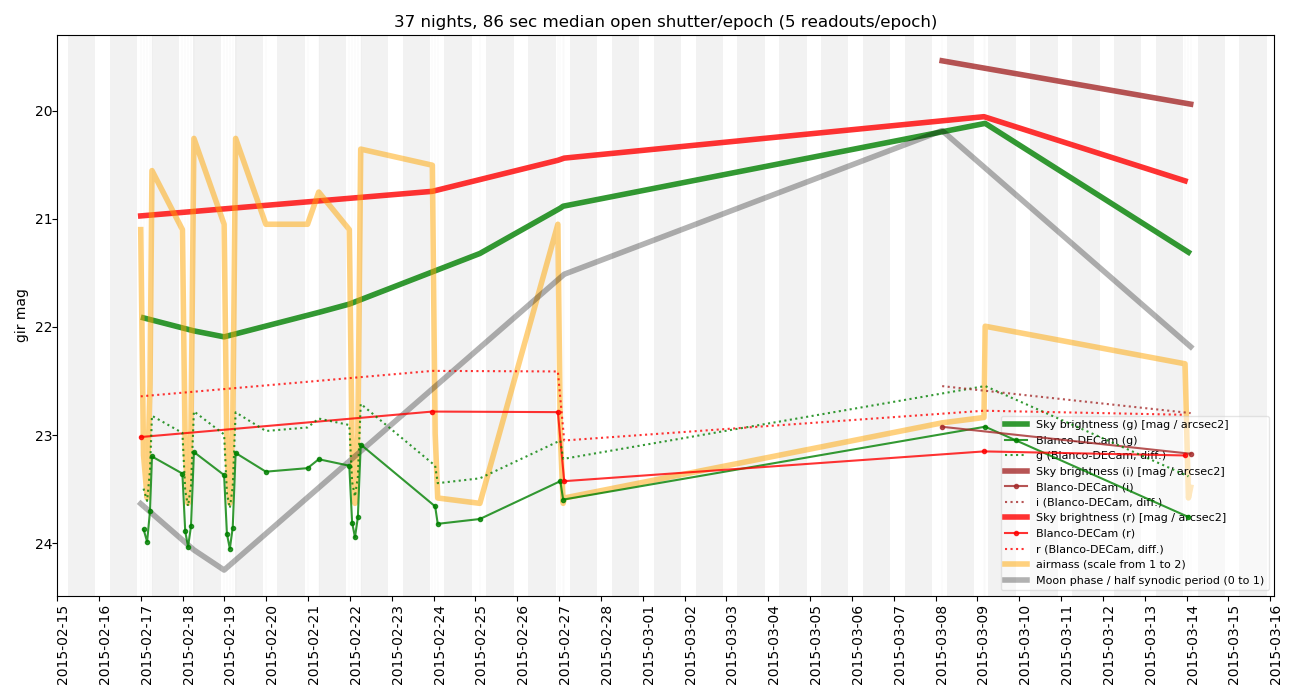 37 nights, 86 sec median open shutter/epoch (5 readouts/epoch)
gir mag
20
21
22
23
24
Sky brightness (g) [mag / arcsec2]
Blanco-DECam (g)
g (Blanco-DECam, diff.)
Sky brightness (i) [mag / arcsec2]
Blanco-DECam (i)
i (Blanco-DECam, diff.)
Sky brightness (r) [mag / arcsec2]
Blanco-DECam (r)
r (Blanco-DECam, diff.)
airmass (scale from 1 to 2)
Moon phase / half synodic period (0 to 1)
2015-02-15
2015-02-16
2015-02-17
2015-02-18
2015-02-19
2015-02-20
2015-02-21
2015-02-22
2015-02-23
2015-02-24
2015-02-25
2015-02-26
2015-02-27
2015-02-28
2015-03-01
2015-03-02
2015-03-03
2015-03-04
2015-03-05
2015-03-06
2015-03-07
2015-03-08
2015-03-09
2015-03-10
2015-03-11
2015-03-12
2015-03-13
2015-03-14
2015-03-15
2015-03-16